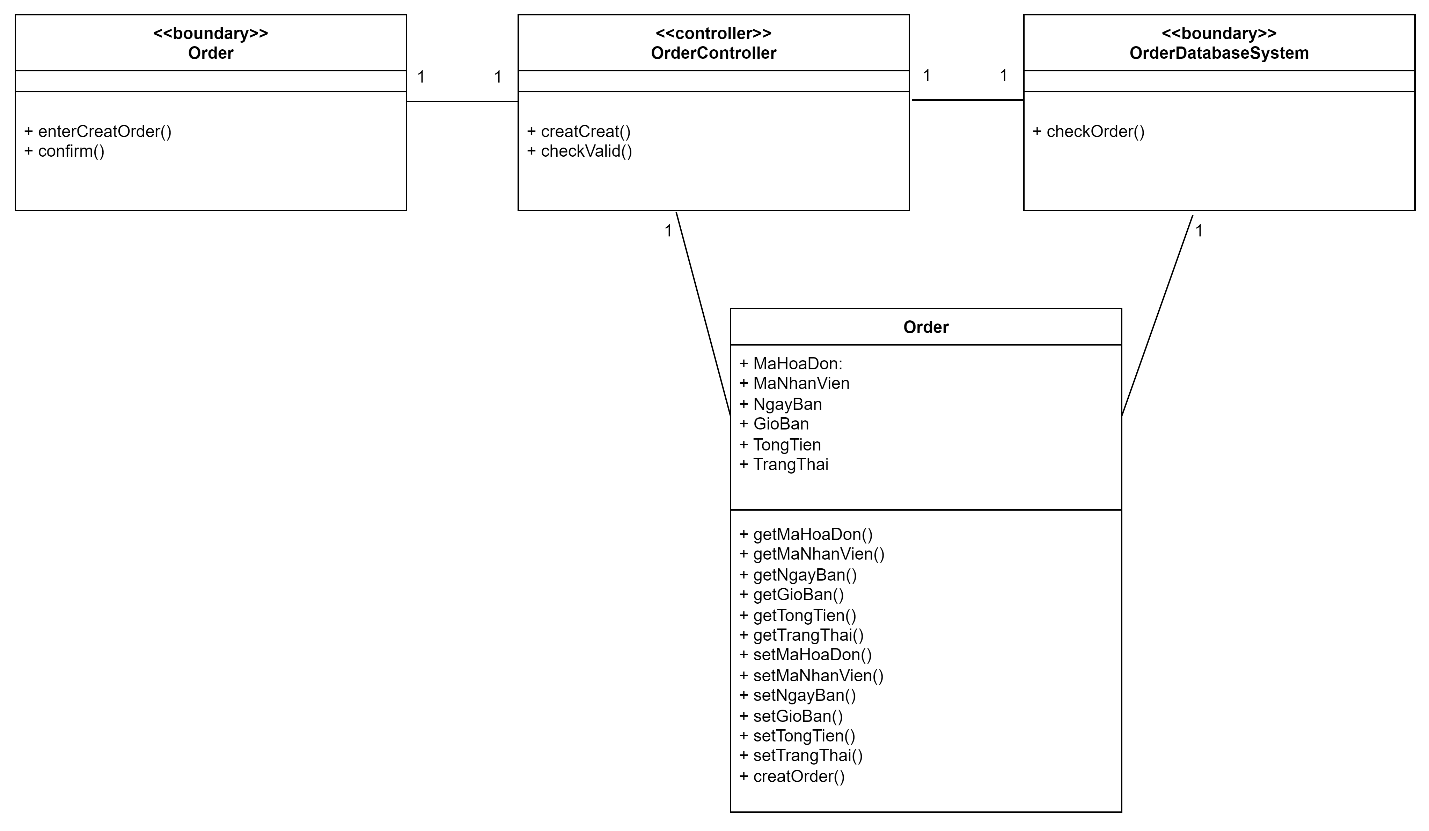 <<boundary>>
Order
+ enterCreatOrder()
+ confirm()
1
1
<<controller>>
OrderController
+ creatCreat()
+ checkValid()
1
1
<<boundary>>
OrderDatabaseSystem
+ checkOrder()
1
1
Order
+ MaHoaDon:
+ MaNhanVien
+ NgayBan
+ GioBan
+ TongTien
+ TrangThai
+ getMaHoaDon()
+ getMaNhanVien()
+ getNgayBan()
+ getGioBan()
+ getTongTien()
+ getTrangThai()
+ setMaHoaDon()
+ setMaNhanVien()
+ setNgayBan()
+ setGioBan()
+ setTongTien()
+ setTrangThai()
+ creatOrder()